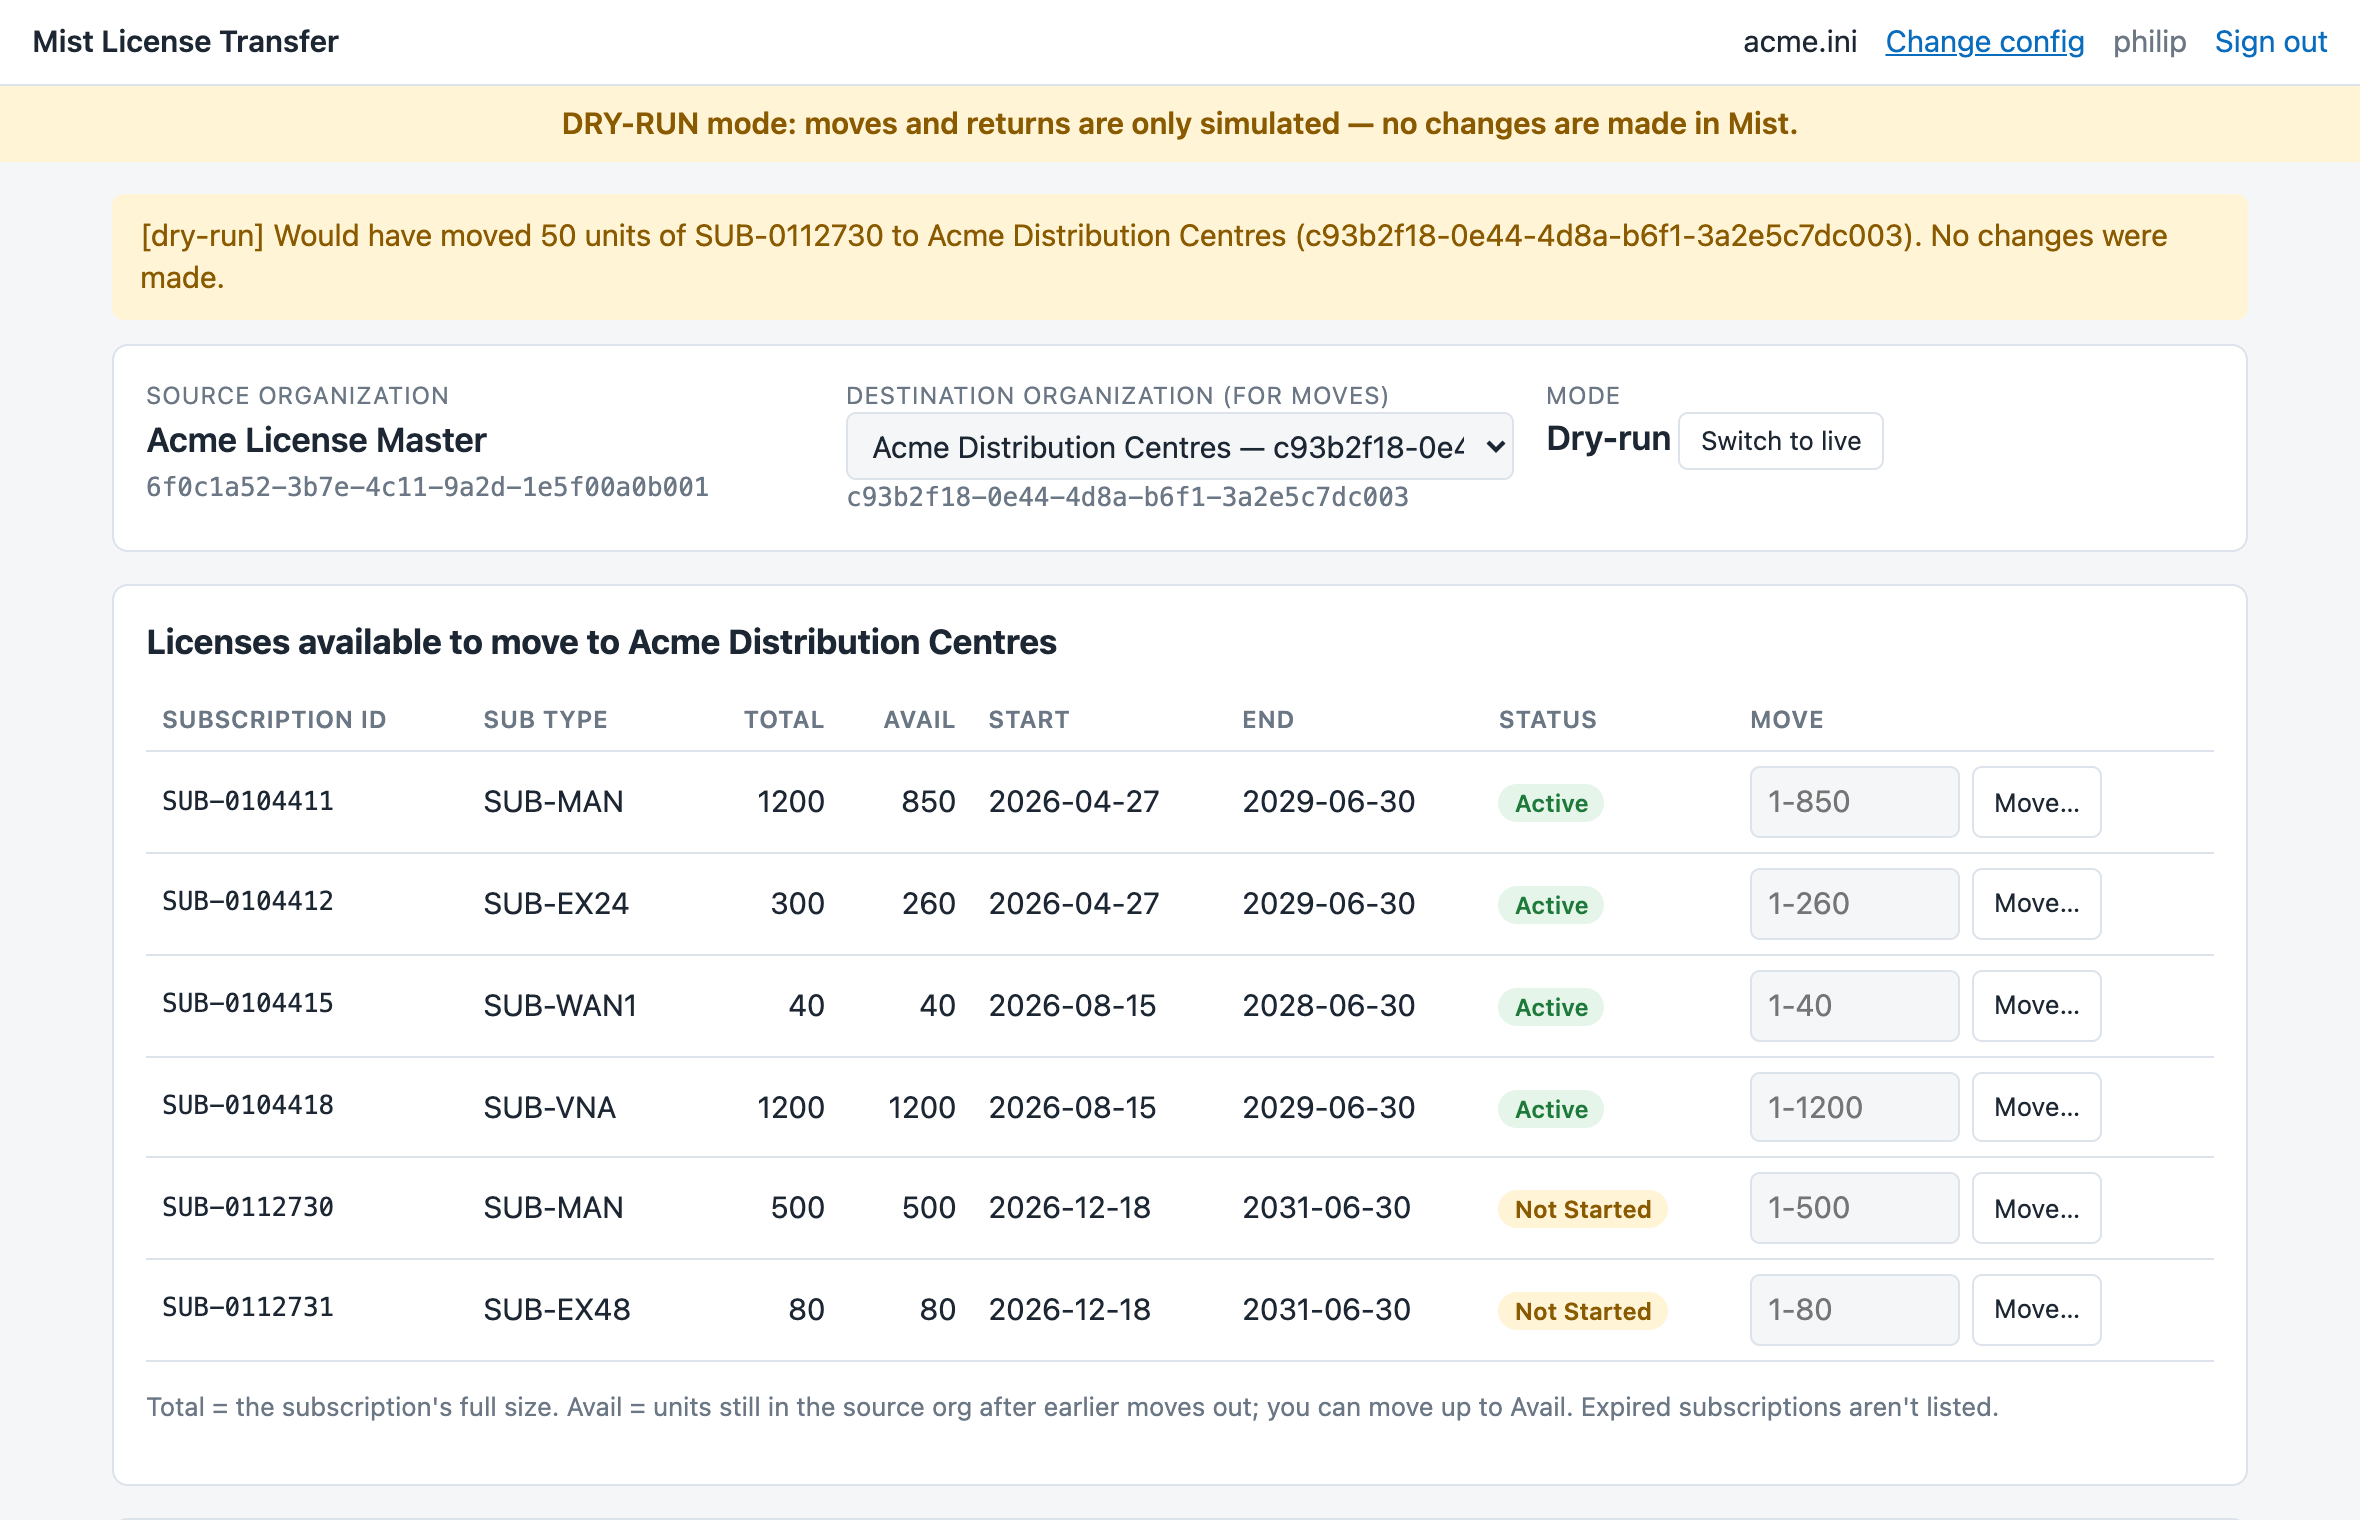 Mist License Transfer
acme.ini Change config philip Sign out
DRY-RUN mode: moves and returns are only simulated — no changes are made in Mist.
[dry-run] Would have moved 50 units of SUB-0112730 to Acme Distribution Centres (c93b2f18-0e44-4d8a-b6f1-3a2e5c7dc003). No changes were
made.
SOURCE ORGANIZATION
Acme License Master
6f0c1a52-3b7e-4c11-9a2d-1e5f00a0b001
DESTINATION ORGANIZATION (FOR MOVES)
Acme Distribution Centres — c93b2f18-0e4
c93b2f18-0e44-4d8a-b6f1-3a2e5c7dc003
MODE
Dry-run Switch to live
Licenses available to move to Acme Distribution Centres
SUBSCRIPTION ID SUB TYPE TOTAL AVAIL START END STATUS MOVE
SUB-0104411 SUB-MAN 1200 850 2026-04-27 2029-06-30 Active 1-850 Move...
SUB-0104412 SUB-EX24 300 260 2026-04-27 2029-06-30 Active 1-260 Move...
SUB-0104415 SUB-WAN1 40 40 2026-08-15 2028-06-30 Active 1-40 Move...
SUB-0104418 SUB-VNA 1200 1200 2026-08-15 2029-06-30 Active 1-1200 Move...
SUB-0112730 SUB-MAN 500 500 2026-12-18 2031-06-30 Not Started 1-500 Move...
SUB-0112731 SUB-EX48 80 80 2026-12-18 2031-06-30 Not Started 1-80 Move...
Total = the subscription's full size. Avail = units still in the source org after earlier moves out; you can move up to Avail. Expired subscriptions aren't listed.